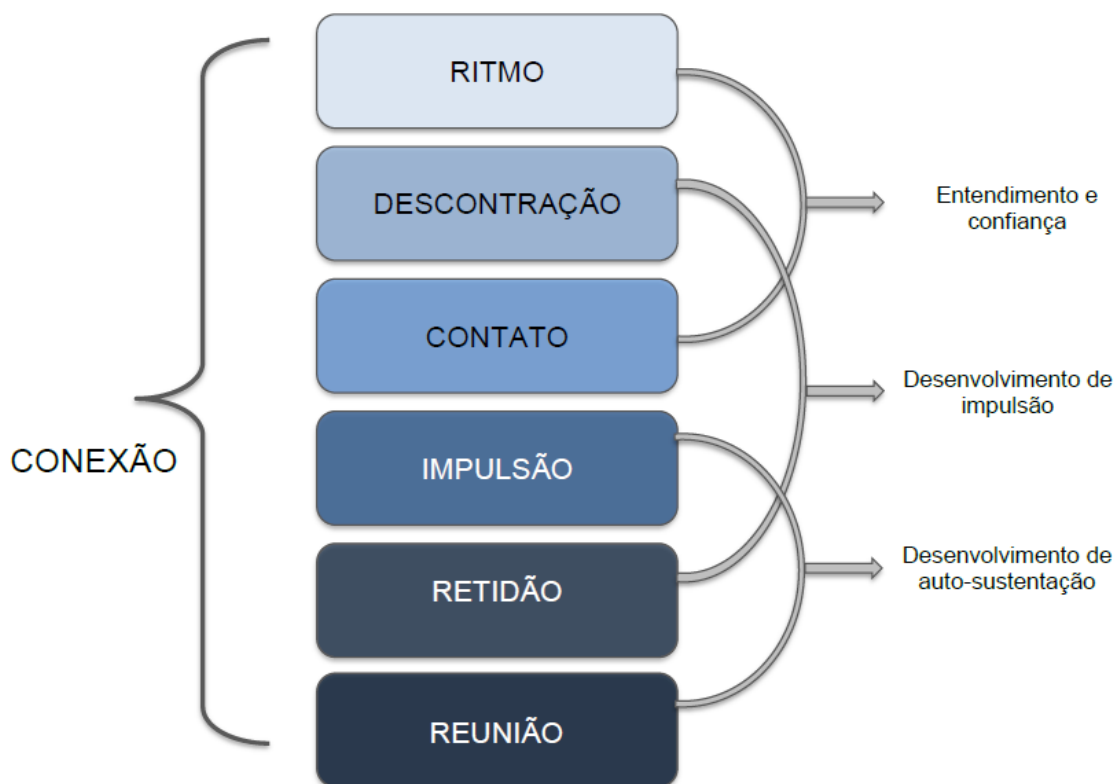 RITMO
DESCONTRAÇÃO
CONTATO
IMPULSÃO
RETIDÃO
REUNIÃO
CONEXÃO
Entendimento e
confiança
Desenvolvimento de
impulsão
Desenvolvimento de
auto-sustentação